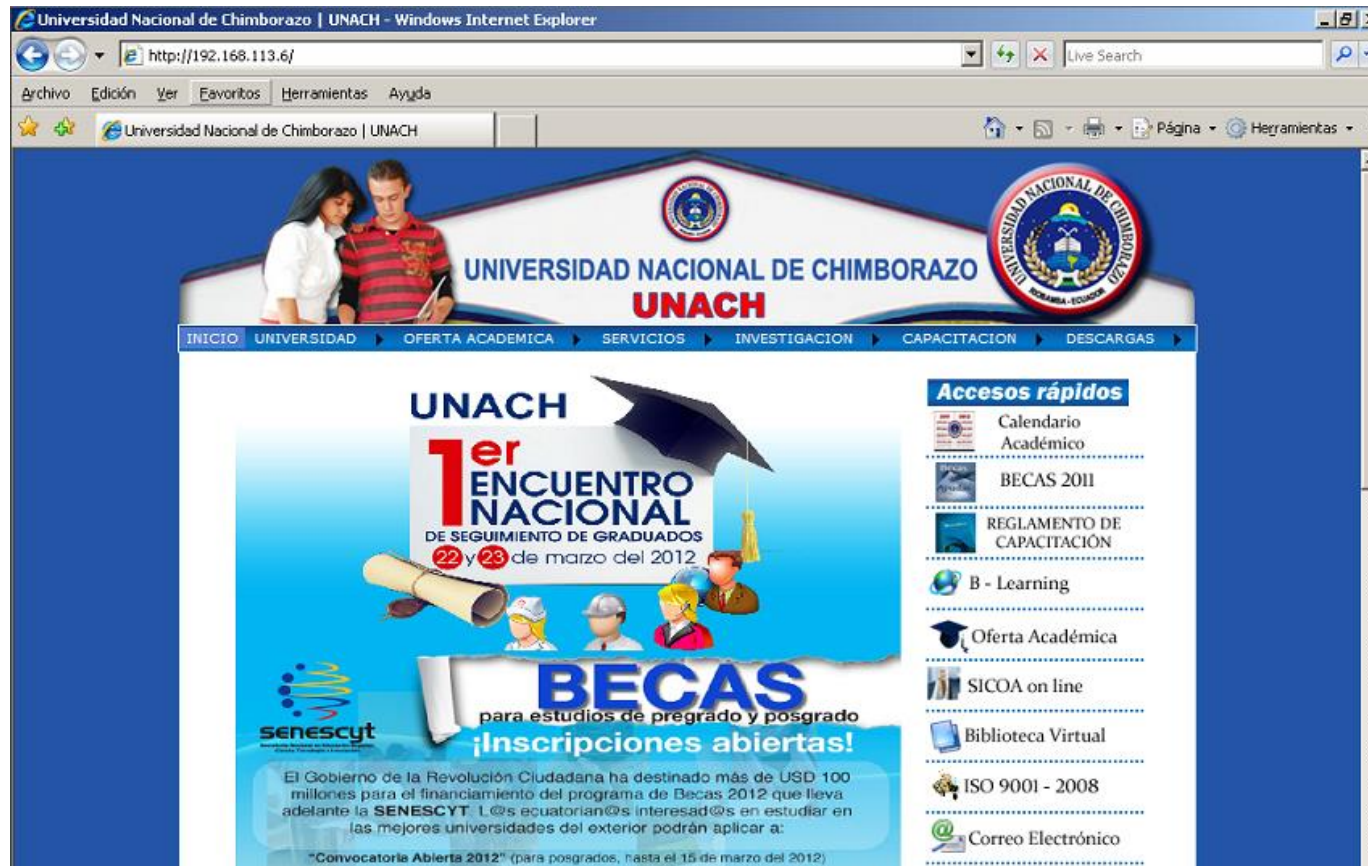 Universidad Nacional de Chimborazo | UNACH - Windows Internet Explorer
http://192.168.113.6/
Live Search
Archivo Edición Ver Favoritos Herramientas Ayuda
Universidad Nacional de Chimborazo | UNACH
Página
Herramientas
UNIVERSIDAD NACIONAL DE CHIMBORAZO
RIOBAMBA - ECUADOR
UNIVERSIDAD NACIONAL DE CHIMBORAZO
UNACH
INICIO UNIVERSIDAD OFERTA ACADEMICA SERVICIOS INVESTIGACION CAPACITACION DESCARGAS
UNACH
1er
ENCUENTRO
NACIONAL
DE SEGUIMIENTO DE GRADUADOS
22 y 23 de marzo del 2012
senescyt
BECAS
para estudios de pregrado y posgrado
¡Inscripciones abiertas!
El Gobierno de la Revolución Ciudadana ha destinado más de USD 100
millones para el financiamiento del programa de Becas 2012 que lleva
adelante la SENESCYT. L@s ecuatorian@s interesad@s en estudiar en
las mejores universidades del exterior podrán aplicar a:
"Convocatoria Abierta 2012" (para posgrados, hasta el 15 de marzo del 2012)
Accesos rápidos
Calendario
Académico
BECAS 2011
REGLAMENTO DE
CAPACITACIÓN
B - Learning
Oferta Académica
SICOA on line
Biblioteca Virtual
ISO 9001 - 2008
Correo Electrónico